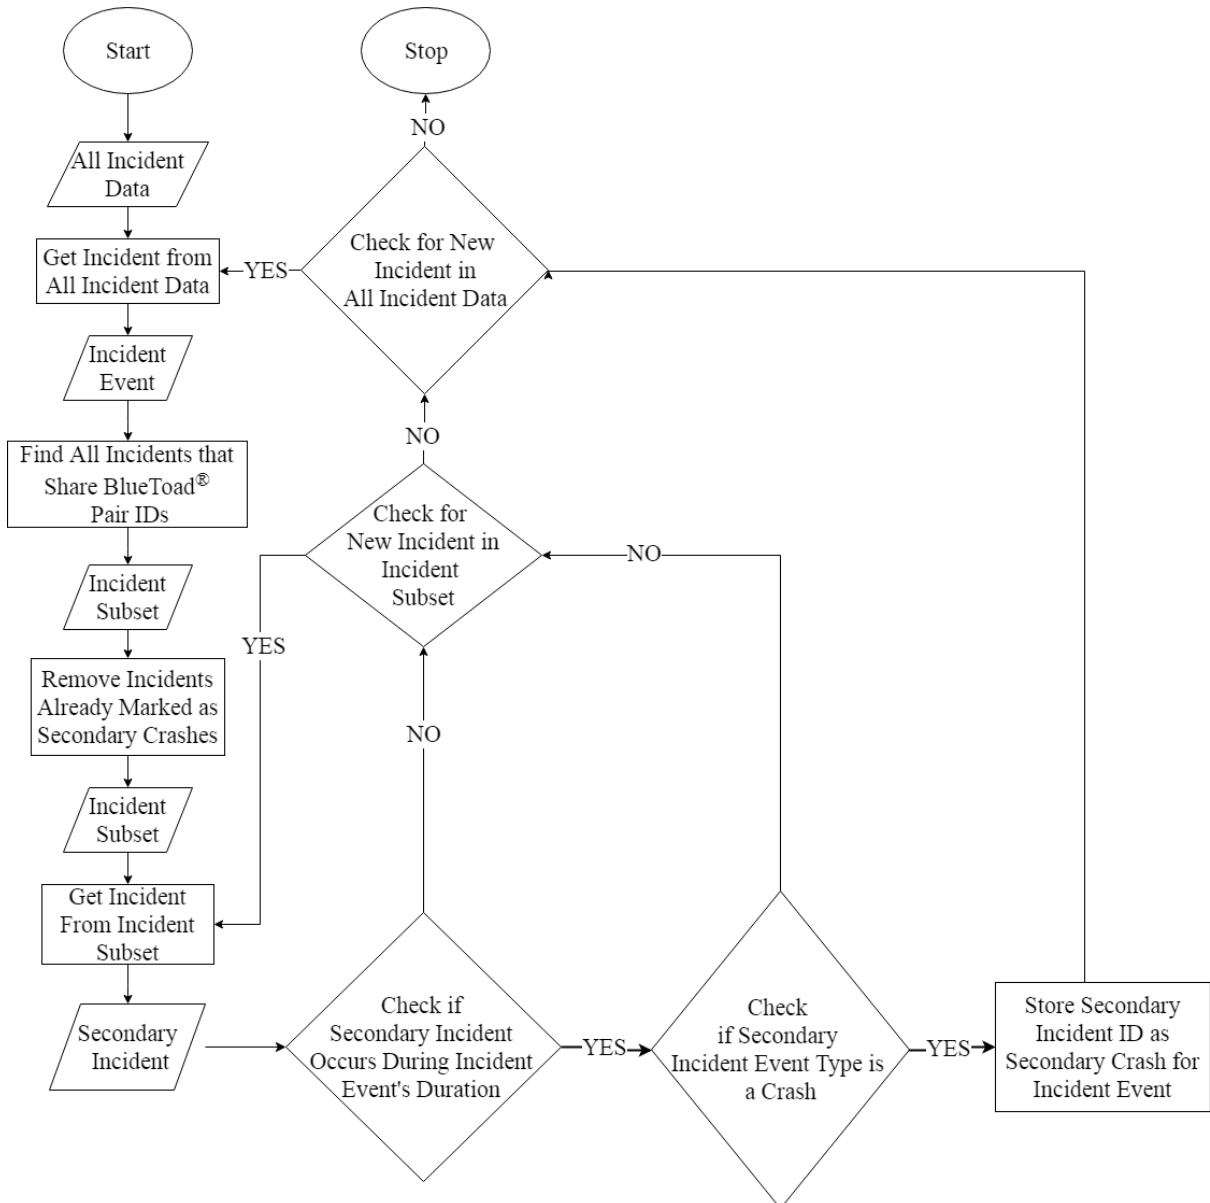 Start
Stop
NO
All Incident
Data
Get Incident from
All Incident Data
YES
Check for New
Incident in
All Incident Data
Incident
Event
NO
Find All Incidents that
Share BlueToad®
Pair IDs
Check for
New Incident in
Incident
Subset
NO
Incident
Subset
YES
Remove Incidents
Already Marked as
Secondary Crashes
NO
Incident
Subset
Get Incident
From Incident
Subset
Secondary
Incident
Check if
Secondary Incident
Occurs During Incident
Event's Duration
YES
Check
if Secondary
Incident Event Type is
a Crash
YES
Store Secondary
Incident ID as
Secondary Crash for
Incident Event